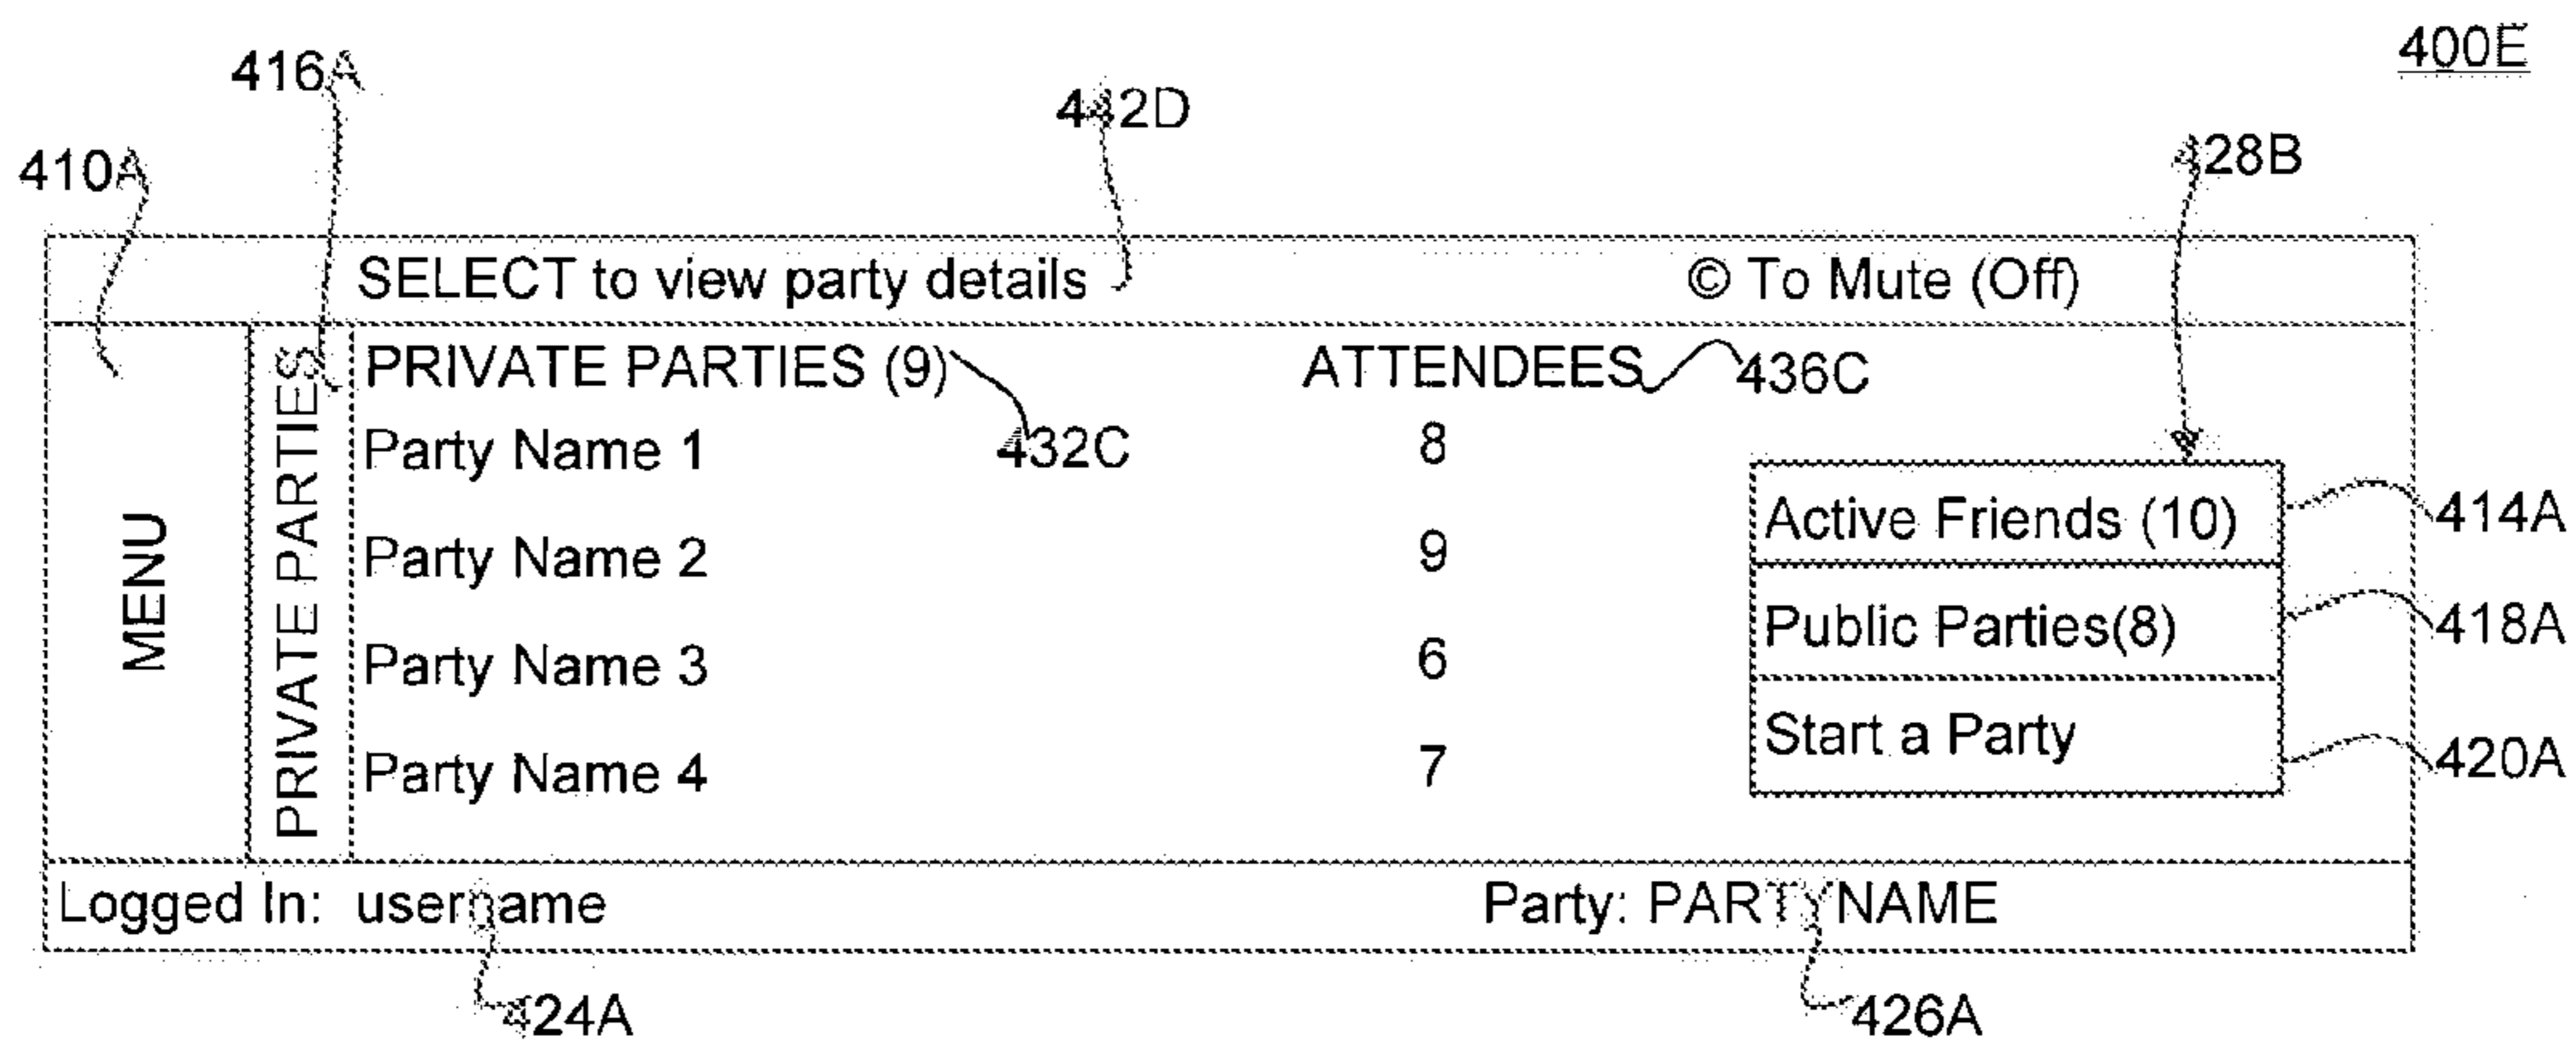 400E
416A
442D
428B
410A
SELECT to view party details © To Mute (Off)
PRIVATE PARTIES (9) ATTENDEES 436C
432C
Party Name 1 8
Party Name 2 9
Party Name 3 6
Party Name 4 7
MENU
PRIVATE PARTIES
Active Friends (10) 414A
Public Parties(8) 418A
Start a Party 420A
Logged In: username Party: PARTYNAME
424A 426A